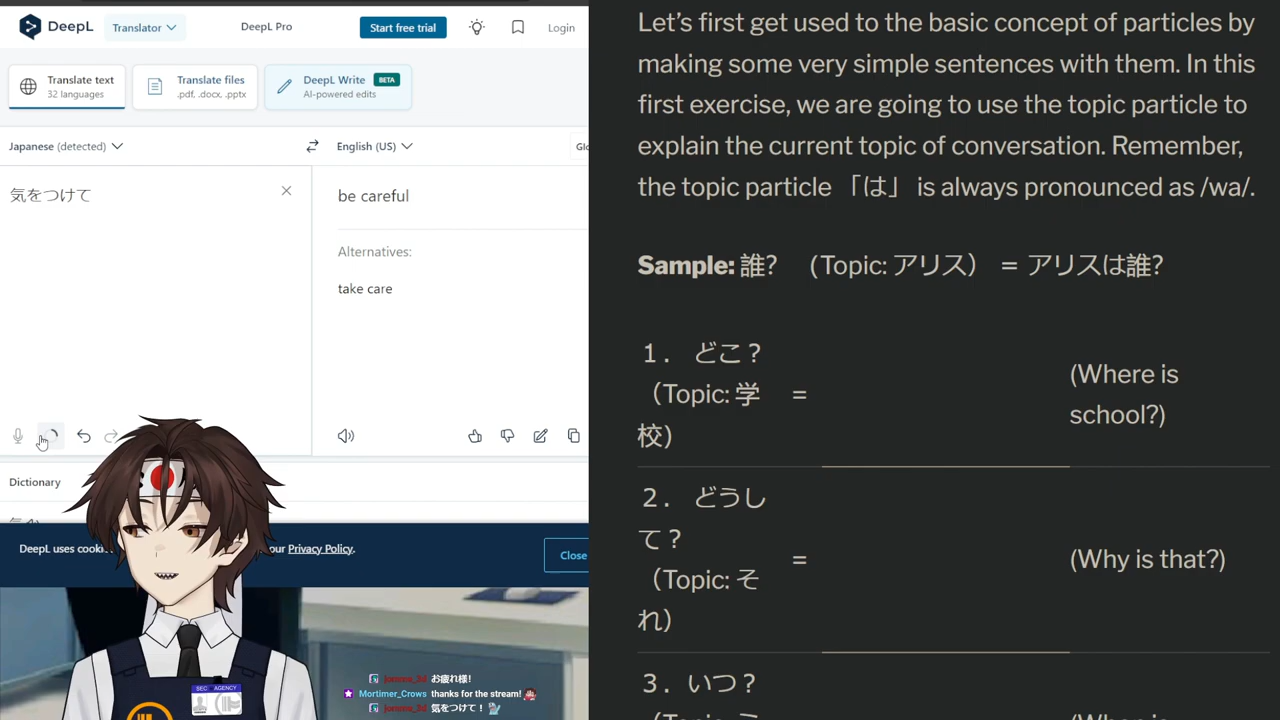 DeepL
Translator
DeepL Pro
Start free trial
Login
Translate text
32 languages
Translate files
.pdf, .docx, .pptx
DeepL Write BETA
AI-powered edits
Japanese (detected)
English (US)
気をつけて
be careful
Alternatives:
take care
Dictionary
DeepL uses
our Privacy Policy.
Close
SEC AGENCY
お疲れ様!
Mortimer_Crows thanks for the stream!
気をつけて!
Let's first get used to the basic concept of particles by
making some very simple sentences with them. In this
first exercise, we are going to use the topic particle to
explain the current topic of conversation. Remember,
the topic particle 「は」 is always pronounced as /wa/.
Sample: 誰? (Topic: アリス) = アリスは誰?
1. どこ?
(Topic: 学
校)
=
(Where is
school?)
2. どうし
て?
(Topic: そ
れ)
=
(Why is that?)
3. いつ?